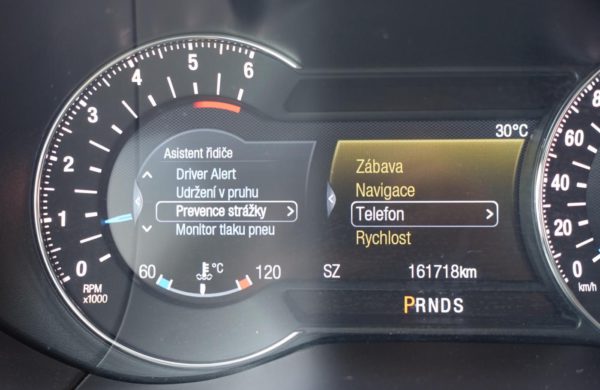 0
1
2
3
4
5
6
RPM
x1000
Asistent řidiče
Driver Alert
Udržení v pruhu
Prevence strážky
Monitor tlaku pneu
60 °C 120
30°C
Zábava
Navigace
Telefon
Rychlost
SZ 161718km
PRNDS
80
60
40
20
0
km/h